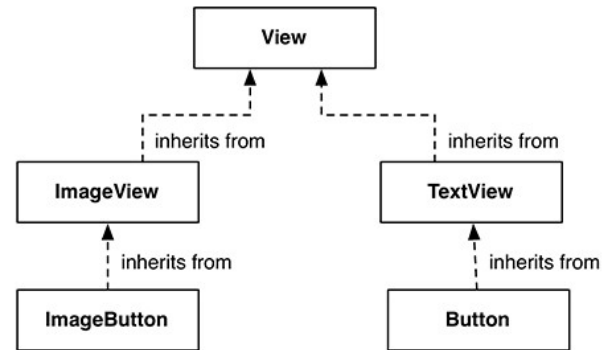 View
inherits from
inherits from
ImageView
TextView
inherits from
inherits from
ImageButton
Button